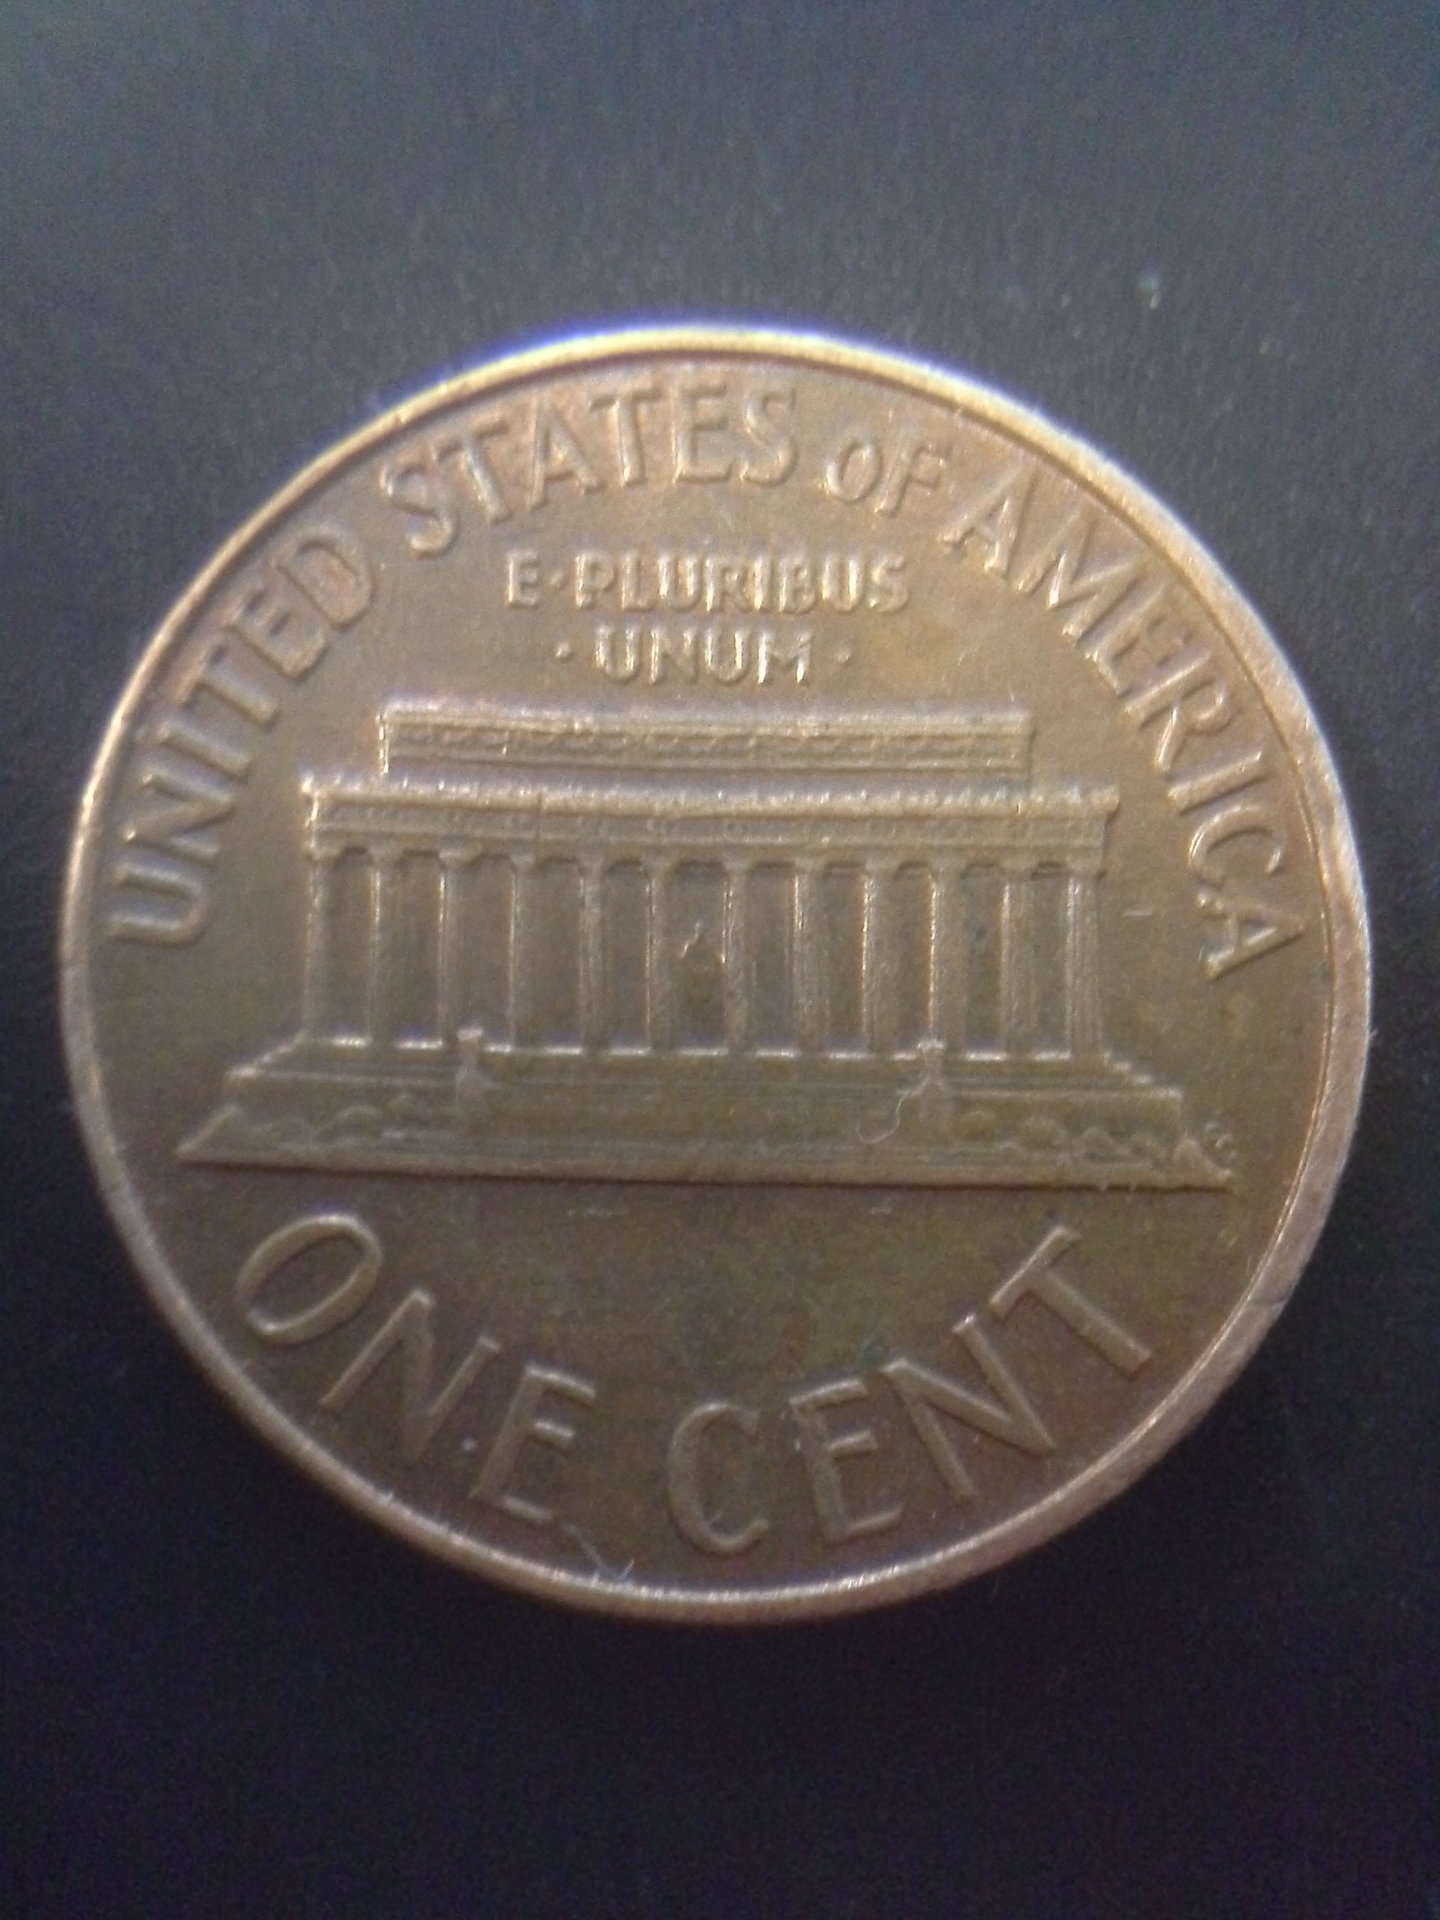 UNITED STATES OF AMERICA
E·PLURIBUS
·UNUM·
ONE CENT